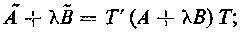 Ã + λB̃ = T′ (A + λB) T;